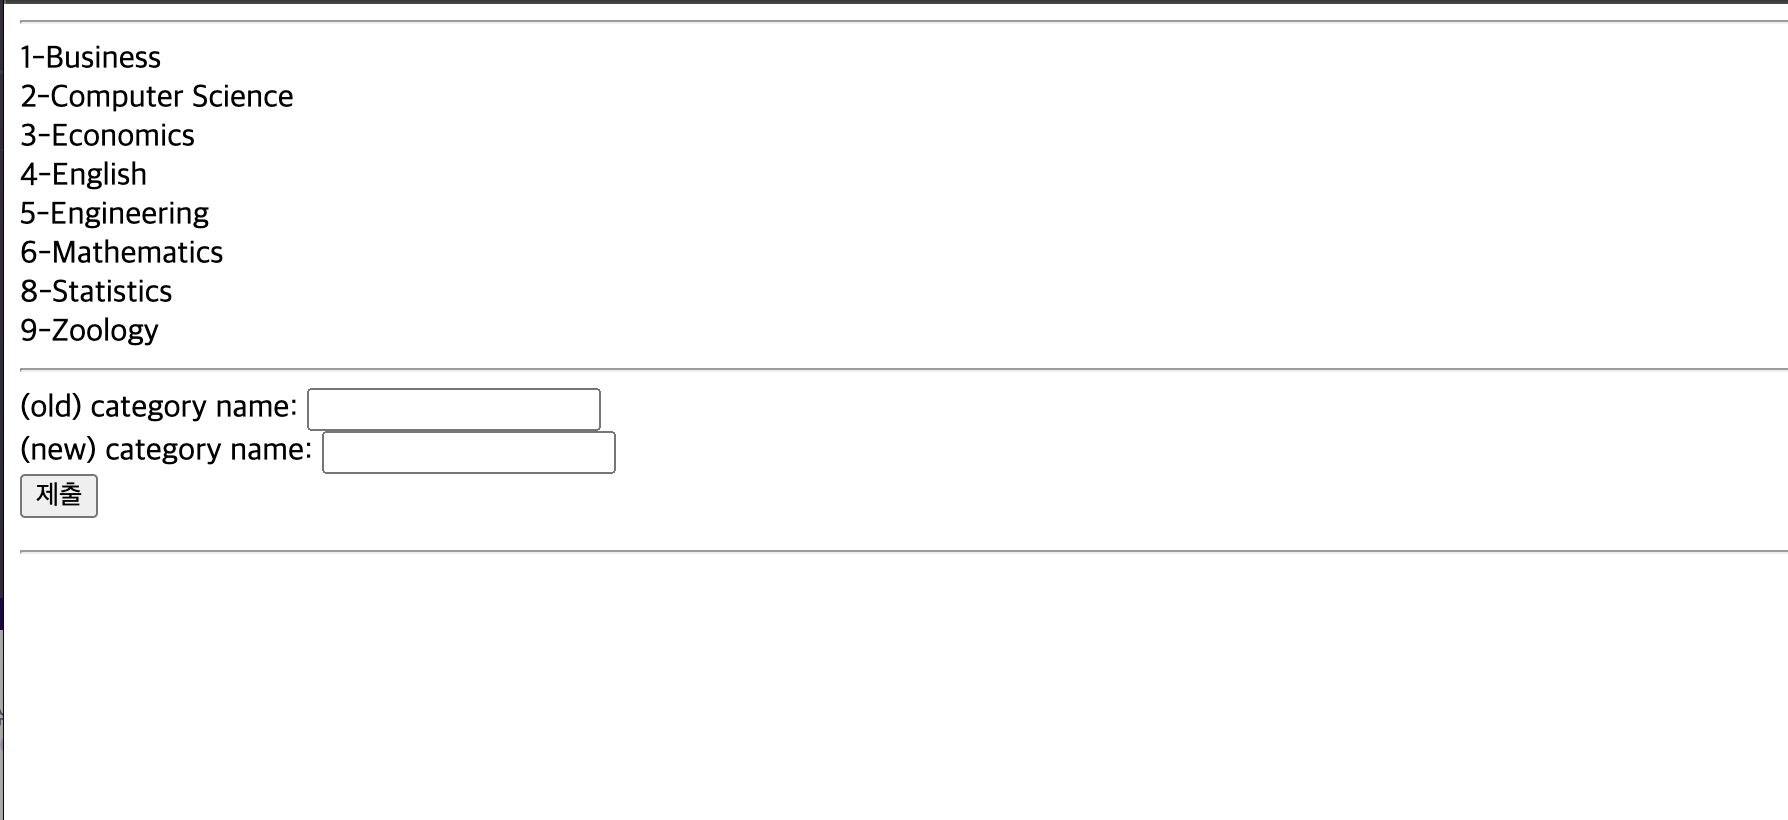 1-Business
2-Computer Science
3-Economics
4-English
5-Engineering
6-Mathematics
8-Statistics
9-Zoology
(old) category name:
(new) category name:
제출